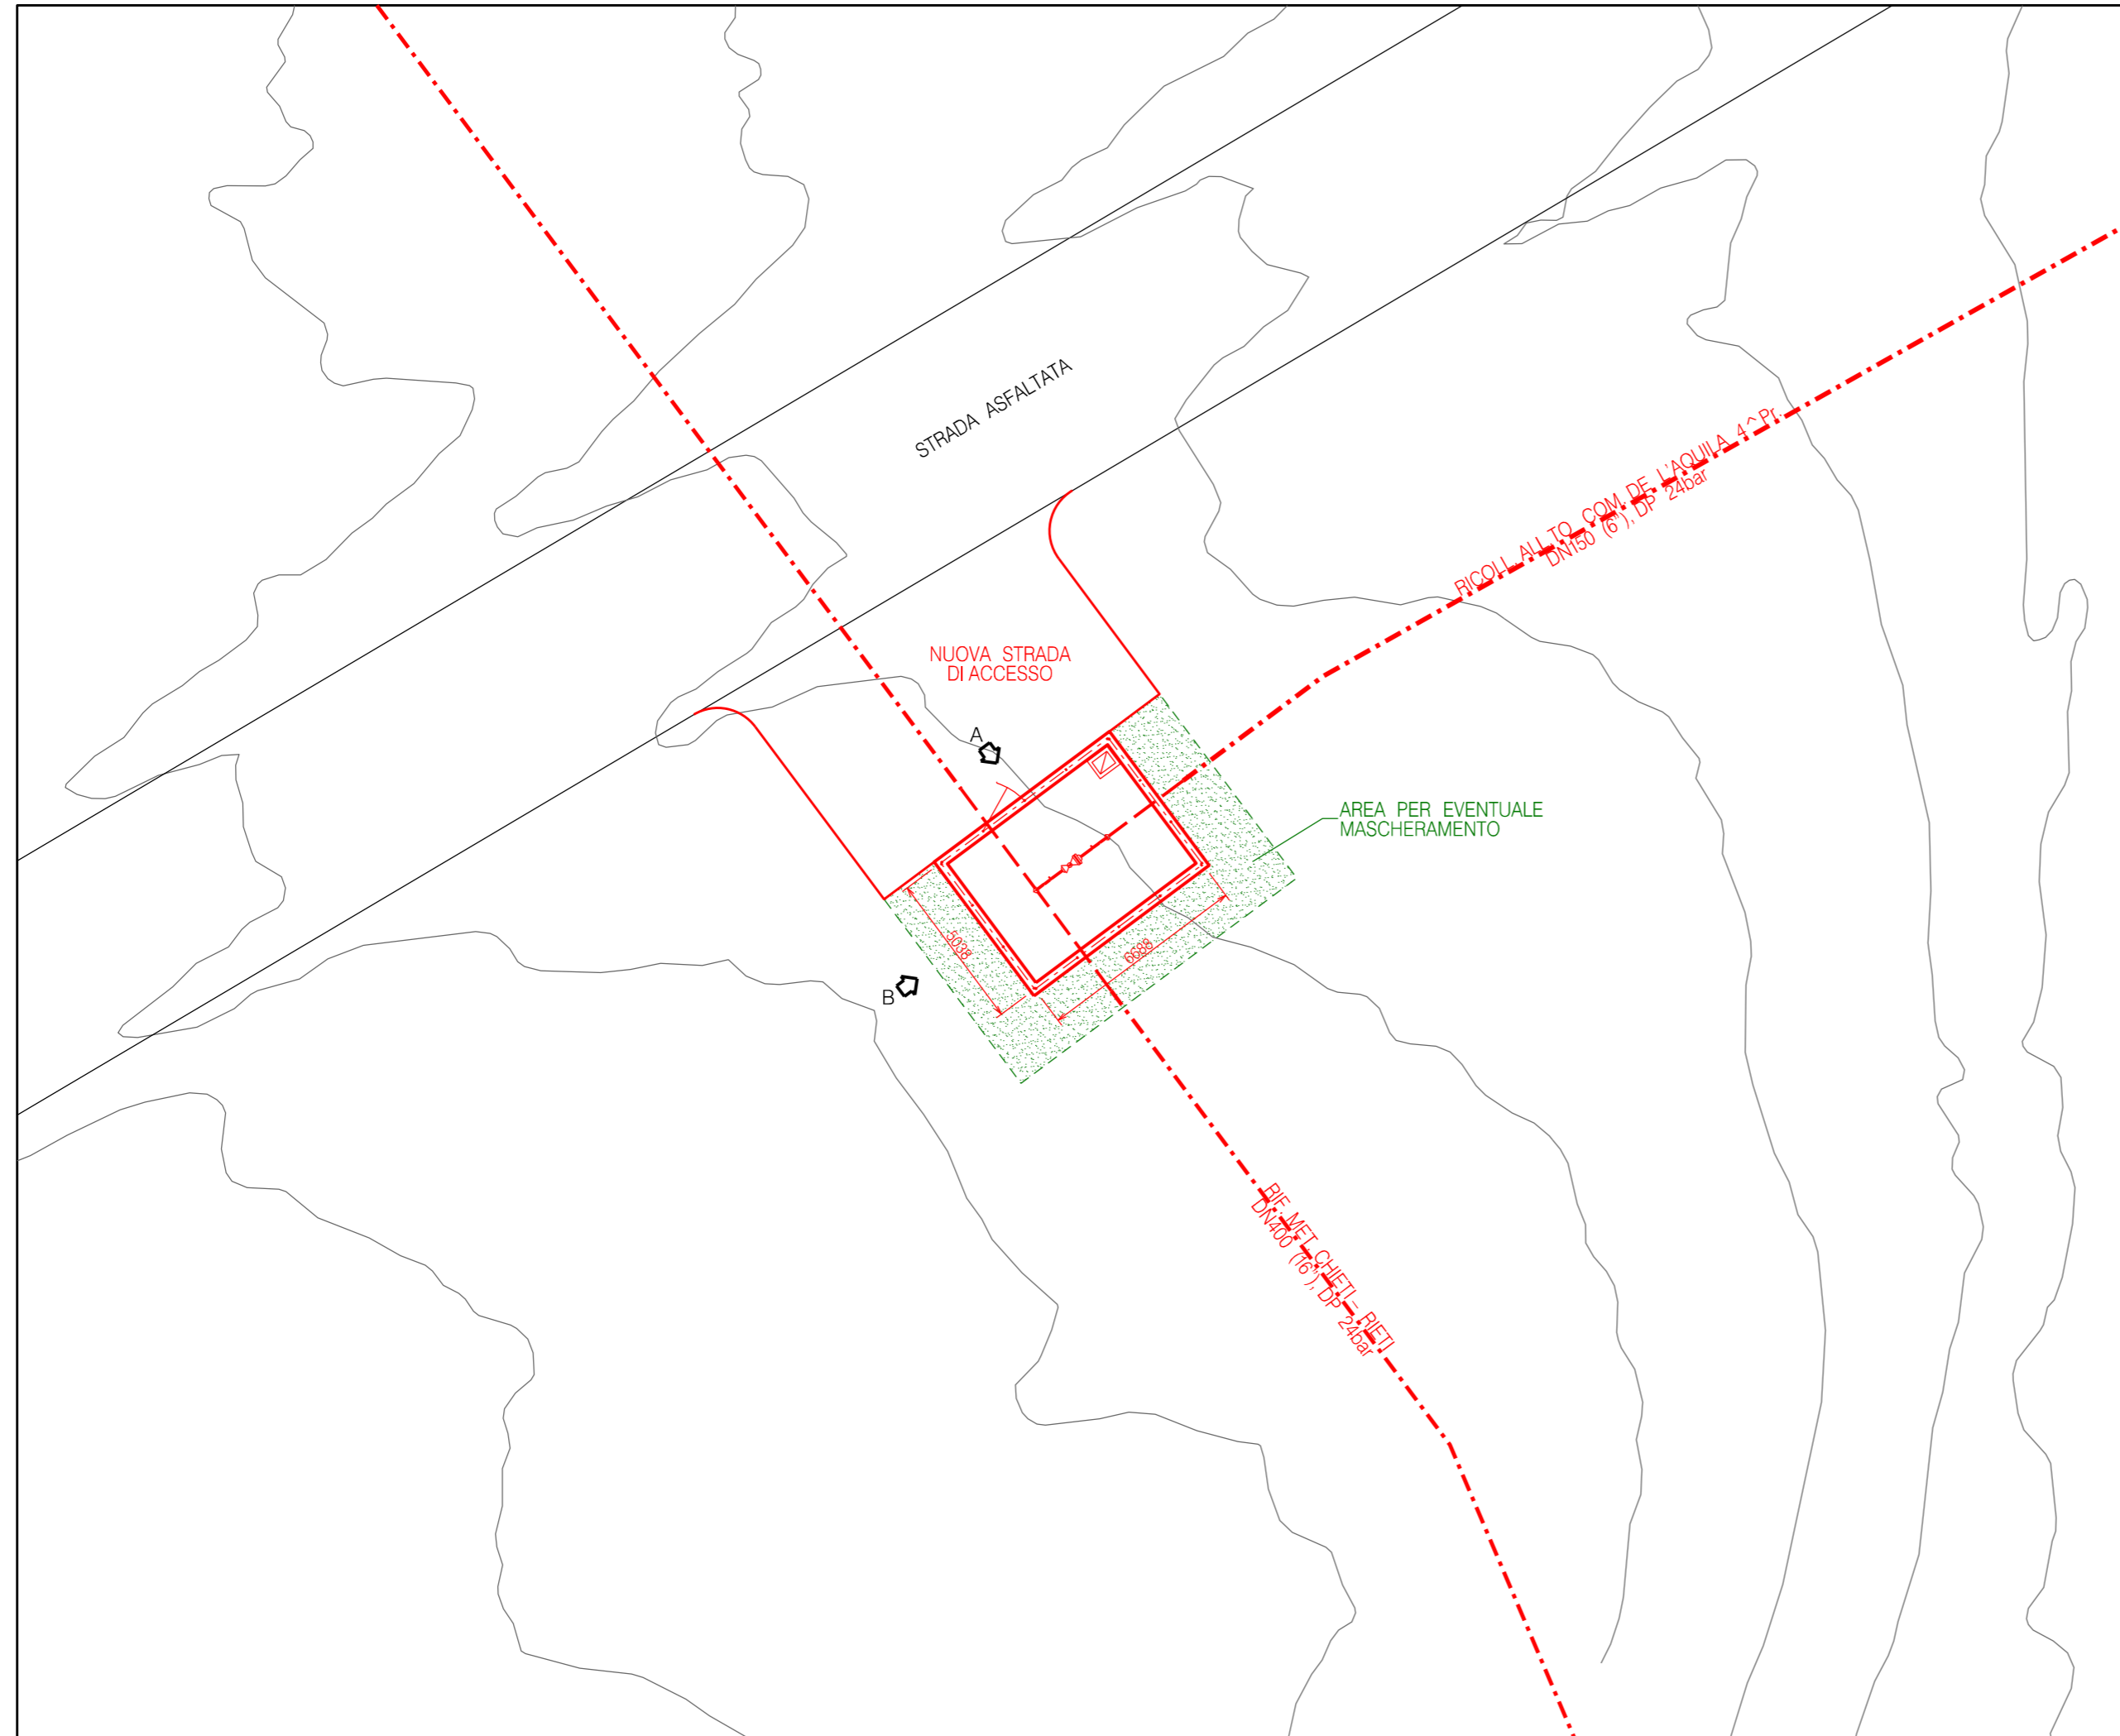 STRADA ASFALTATA
RICOLL. ALL.TO COM. DE L'AQUILA 4^ Pr.
DN150 (6"), DP 24bar
NUOVA STRADA
DI ACCESSO
A
AREA PER EVENTUALE
MASCHERAMENTO
5038
6688
B
RIF. MET. CHIETI - RIETI
DN400 (16"), DP 24bar